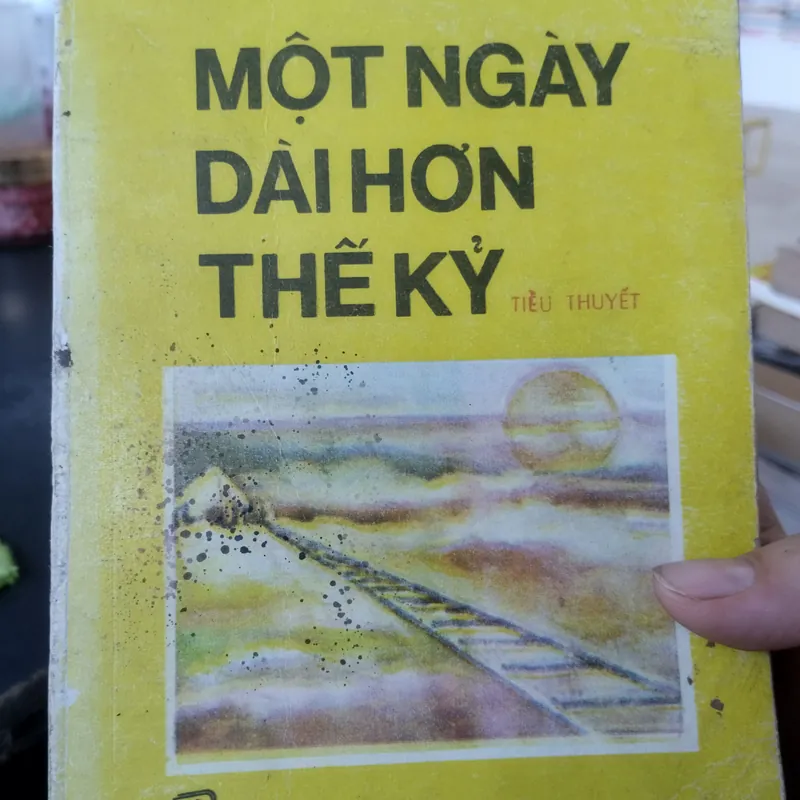 MỘT NGÀY
DÀI HƠN
THẾ KỶ
TIỂU THUYẾT